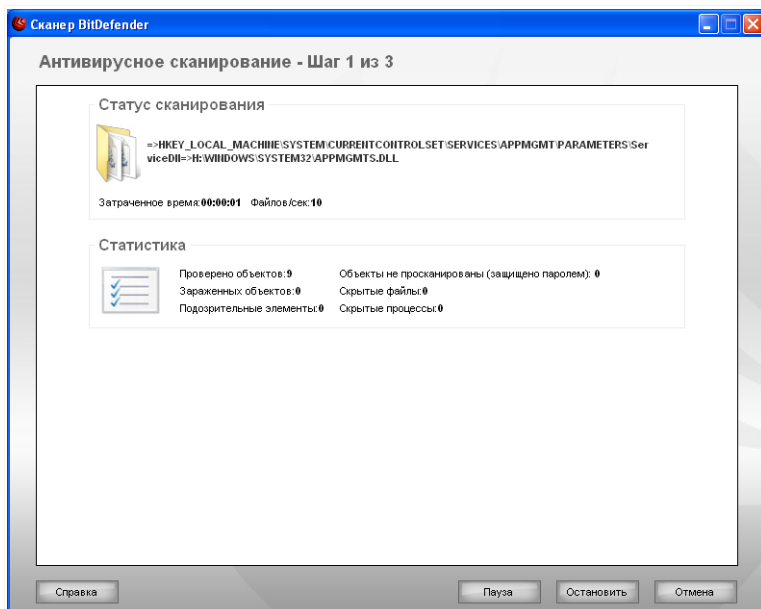 Сканер BitDefender
Антивирусное сканирование - Шаг 1 из 3
Статус сканирования
=>HKEY_LOCAL_MACHINE\SYSTEM\CURRENTCONTROLSET\SERVICES\APPMGMT\PARAMETERS\Ser
viceDll=>H:\WINDOWS\SYSTEM32\APPMGMTS.DLL
Затраченное время:00:00:01 Файлов/сек:10
Статистика
Проверено объектов:9 Объекты не просканированы (защищено паролем): 0
Зараженных объектов:0 Скрытые файлы:0
Подозрительные элементы:0 Скрытые процессы:0
Справка Пауза Остановить Отмена